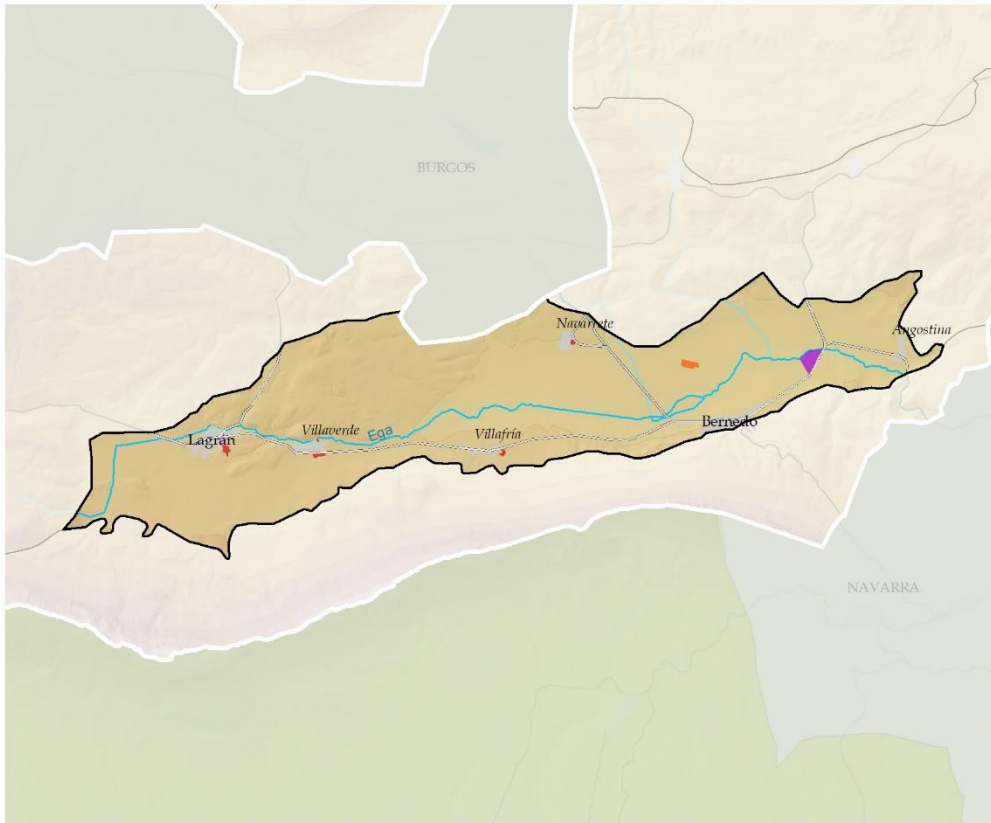 BURGOS
Navarrete
Angostina
Lagrán
Villaverde
Ega
Villafría
Bernedo
NAVARRA